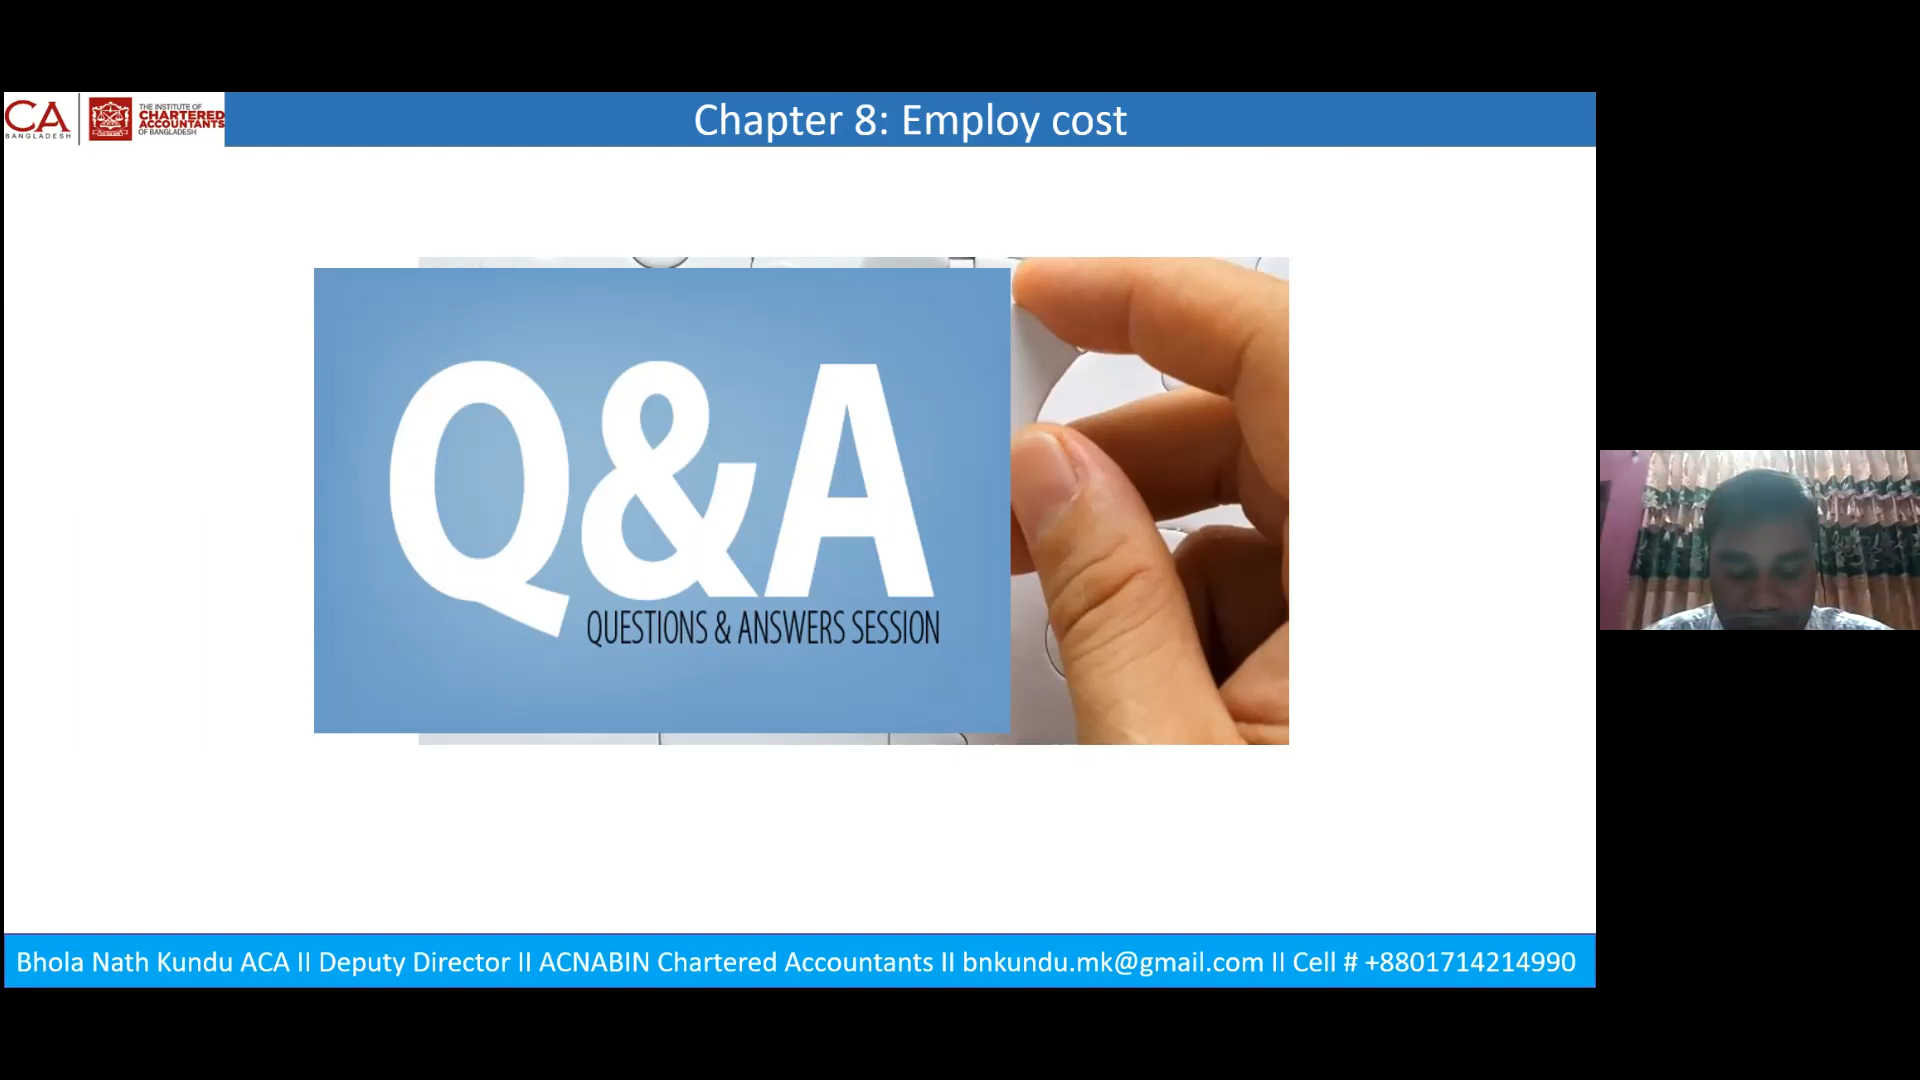 CA
BANGLADESH
THE INSTITUTE OF
CHARTERED
ACCOUNTANTS
OF BANGLADESH
Chapter 8: Employ cost
Q&A
QUESTIONS & ANSWERS SESSION
Bhola Nath Kundu ACA II Deputy Director II ACNABIN Chartered Accountants II bnkundu.mk@gmail.com II Cell # +8801714214990